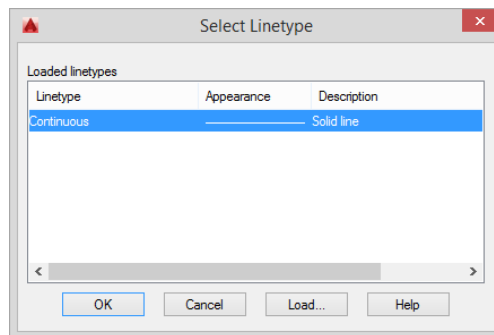 Select Linetype
Loaded linetypes
Linetype Appearance Description
Continuous Solid line
OK Cancel Load... Help